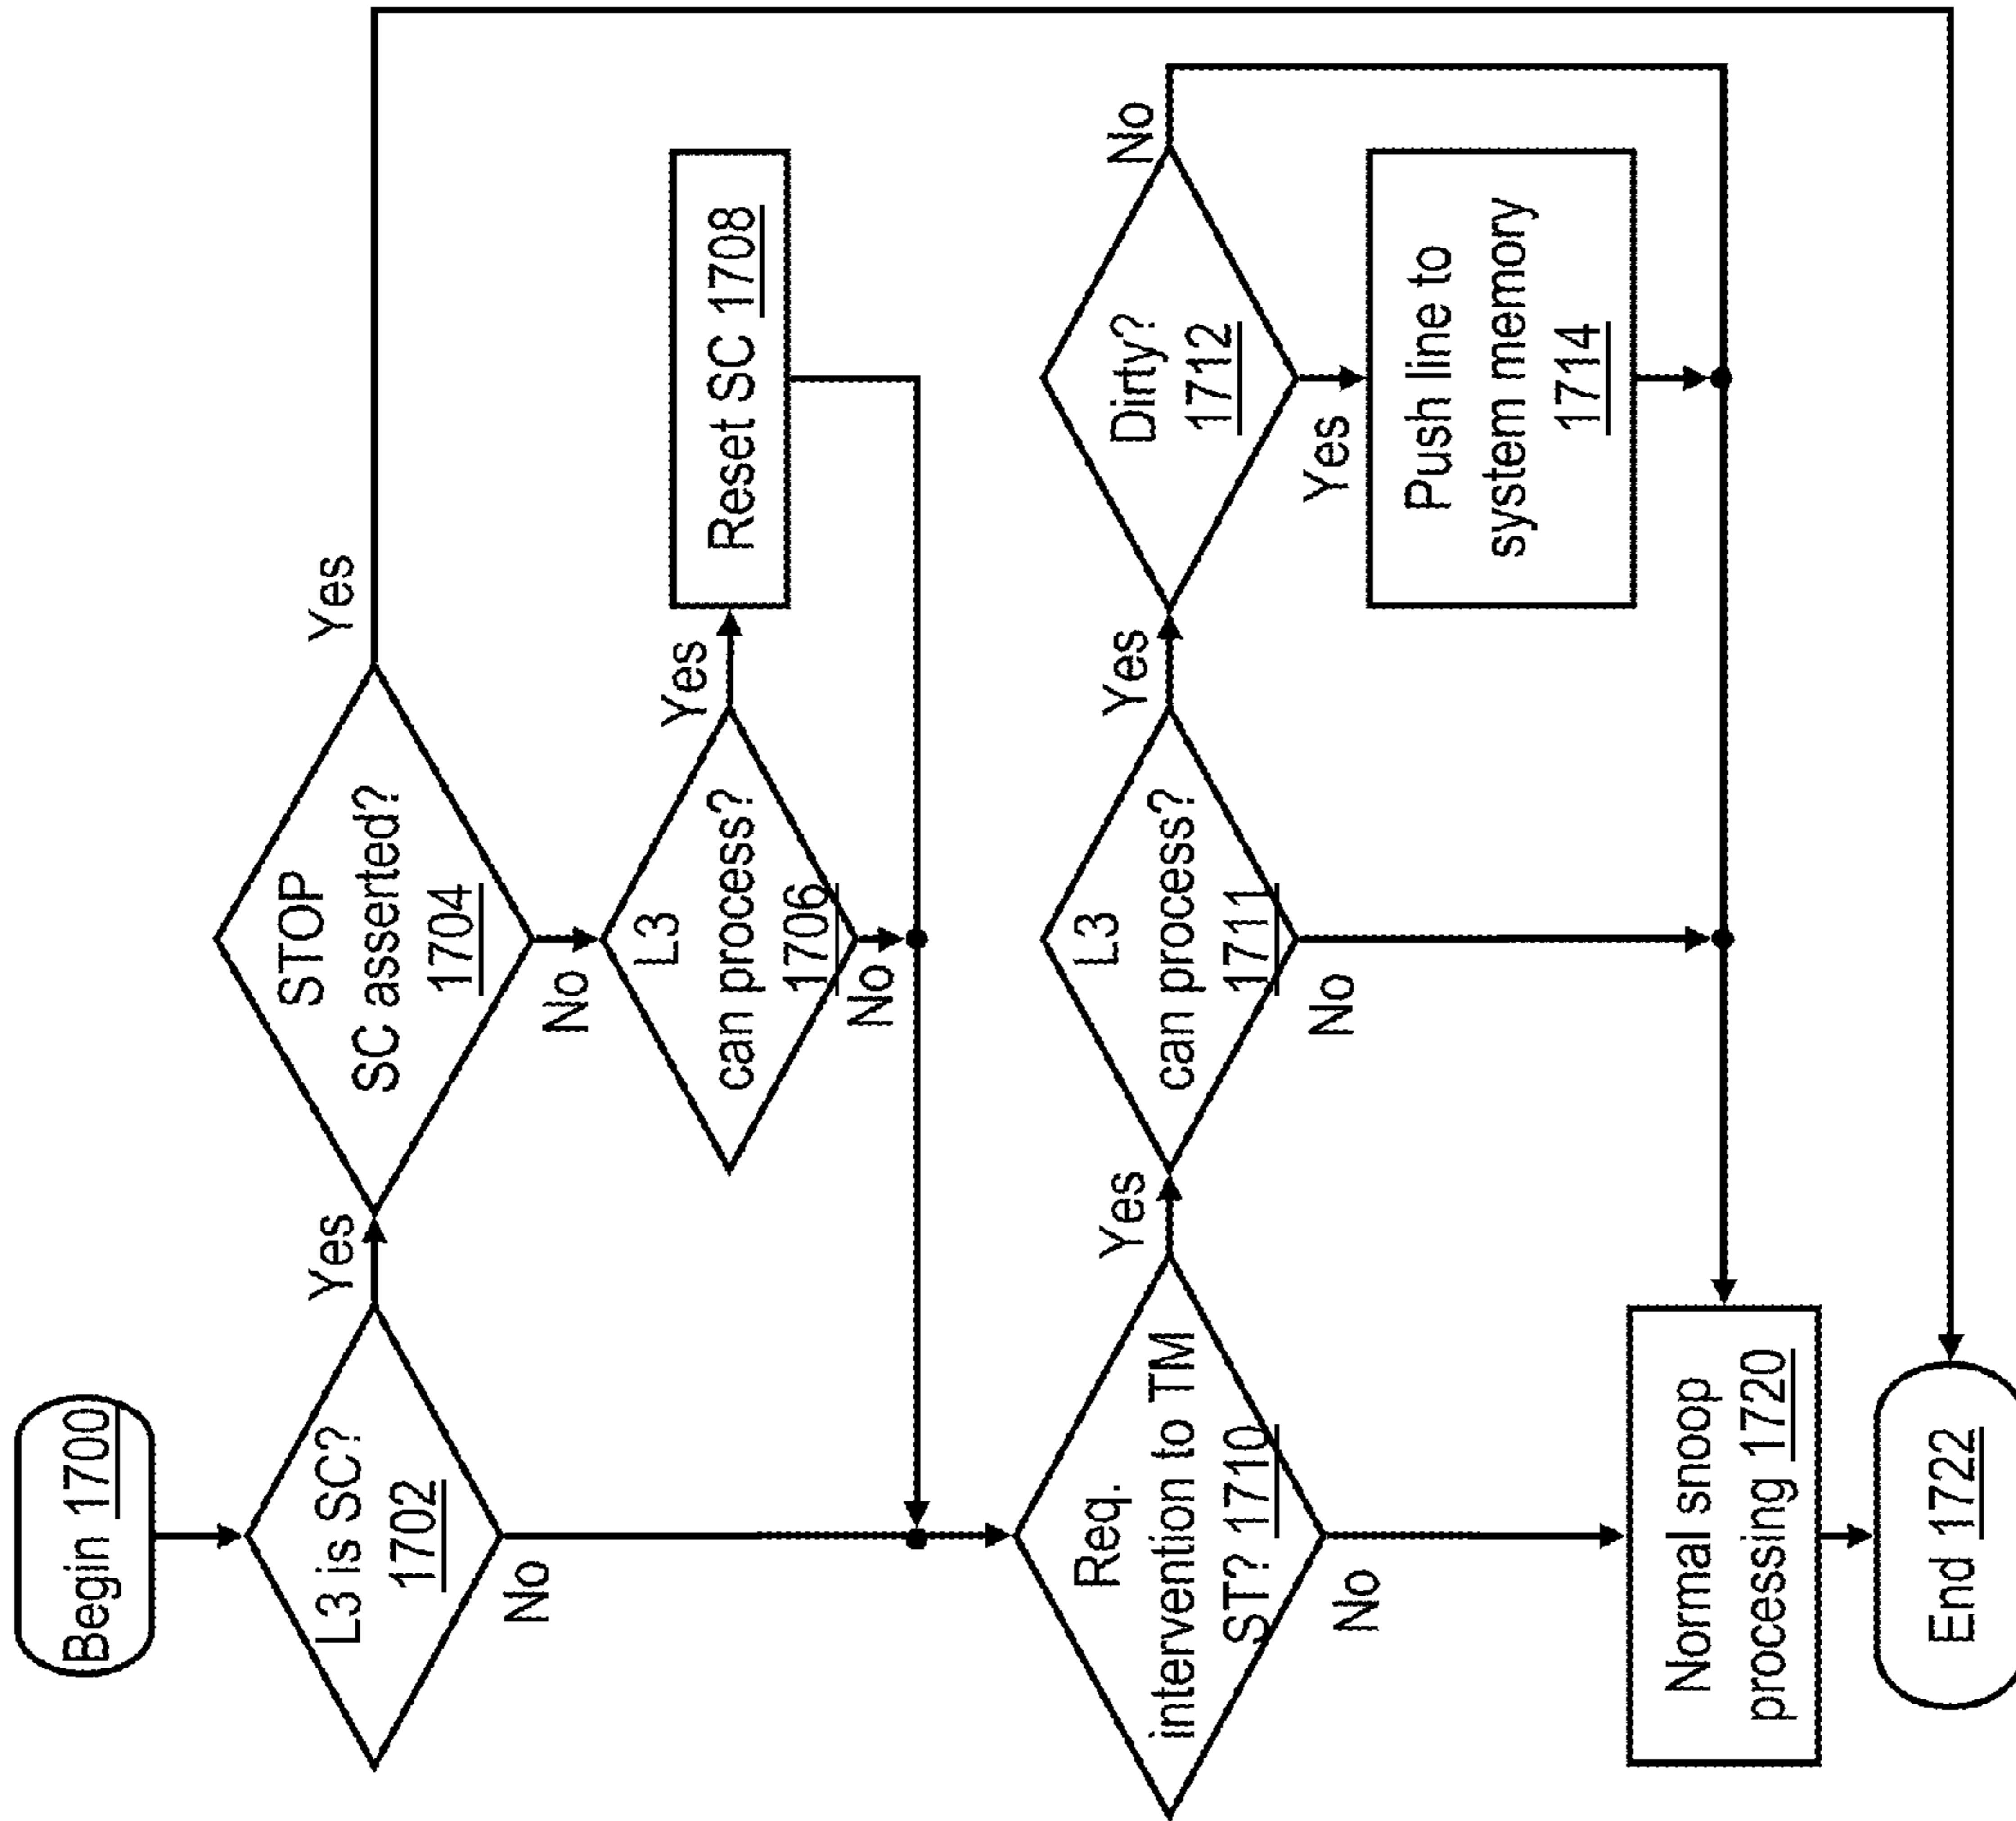 Begin 1700
L3 is SC?
1702
Yes
No
STOP
SC asserted?
1704
Yes
No
L3
can process?
1706
Yes
No
Reset SC 1708
Req.
intervention to TM
ST? 1710
Yes
No
L3
can process?
1711
Yes
No
Dirty?
1712
No
Yes
Push line to
system memory
1714
Normal snoop
processing 1720
End 1722